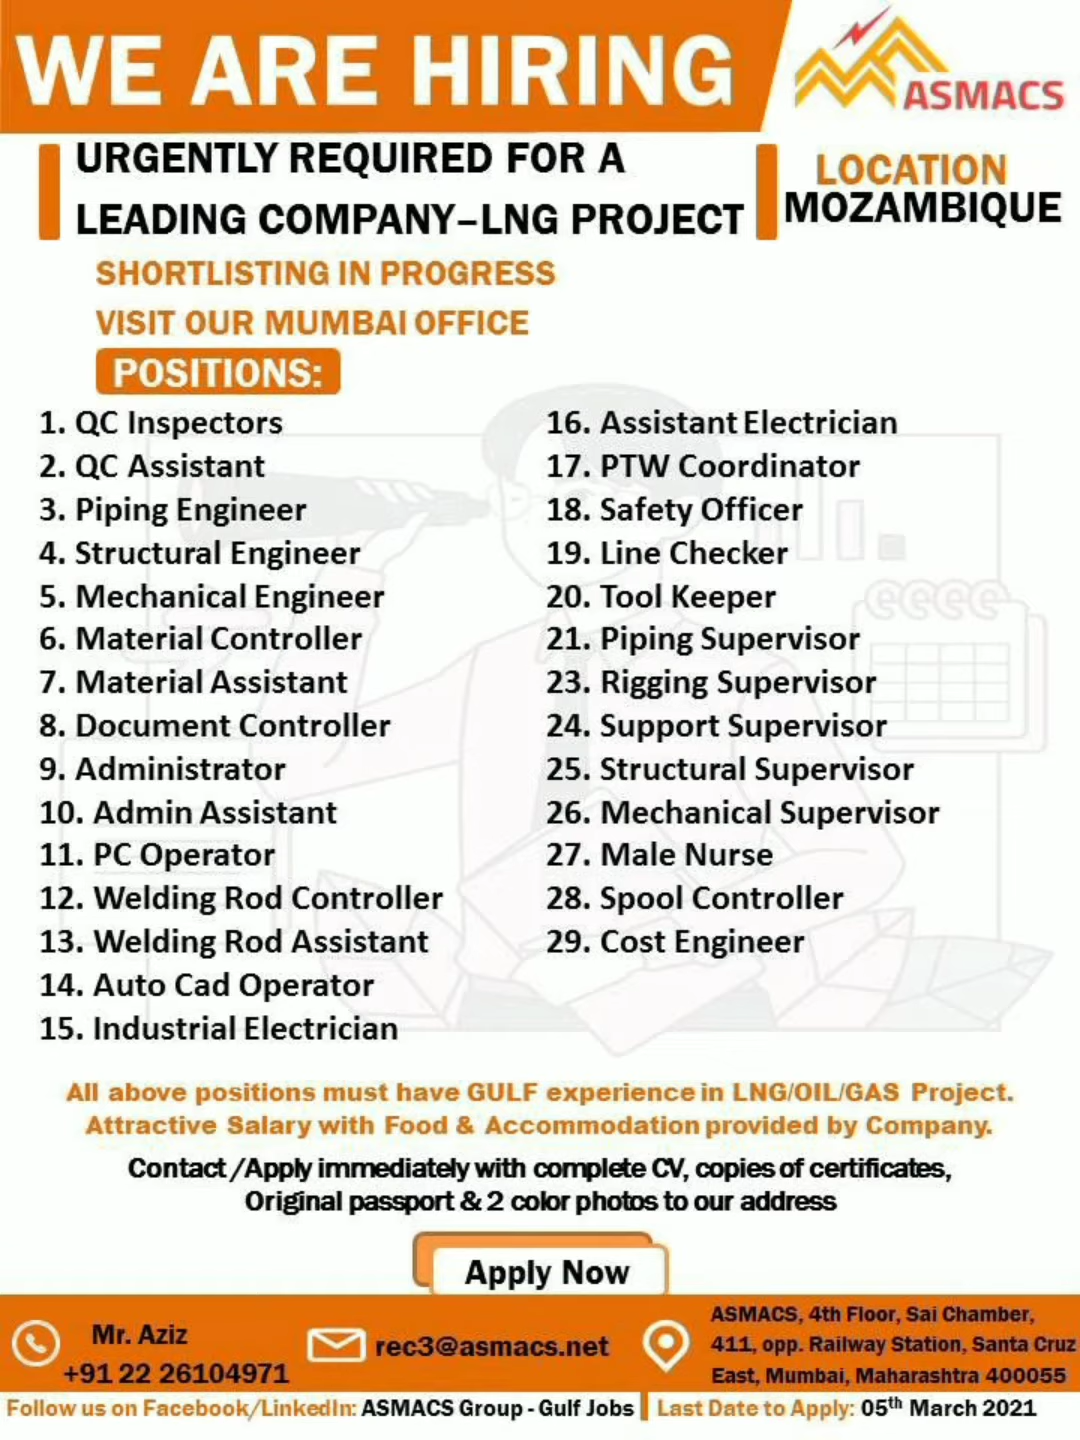 WE ARE HIRING
ASMACS
URGENTLY REQUIRED FOR A
LEADING COMPANY–LNG PROJECT
LOCATION
MOZAMBIQUE
SHORTLISTING IN PROGRESS
VISIT OUR MUMBAI OFFICE
POSITIONS:
1. QC Inspectors
2. QC Assistant
3. Piping Engineer
4. Structural Engineer
5. Mechanical Engineer
6. Material Controller
7. Material Assistant
8. Document Controller
9. Administrator
10. Admin Assistant
11. PC Operator
12. Welding Rod Controller
13. Welding Rod Assistant
14. Auto Cad Operator
15. Industrial Electrician
16. Assistant Electrician
17. PTW Coordinator
18. Safety Officer
19. Line Checker
20. Tool Keeper
21. Piping Supervisor
23. Rigging Supervisor
24. Support Supervisor
25. Structural Supervisor
26. Mechanical Supervisor
27. Male Nurse
28. Spool Controller
29. Cost Engineer
All above positions must have GULF experience in LNG/OIL/GAS Project.
Attractive Salary with Food & Accommodation provided by Company.
Contact /Apply immediately with complete CV, copies of certificates,
Original passport & 2 color photos to our address
Apply Now
Mr. Aziz
+91 22 26104971
rec3@asmacs.net
ASMACS, 4th Floor, Sai Chamber,
411, opp. Railway Station, Santa Cruz
East, Mumbai, Maharashtra 400055
Follow us on Facebook/LinkedIn: ASMACS Group - Gulf Jobs
Last Date to Apply: 05th March 2021